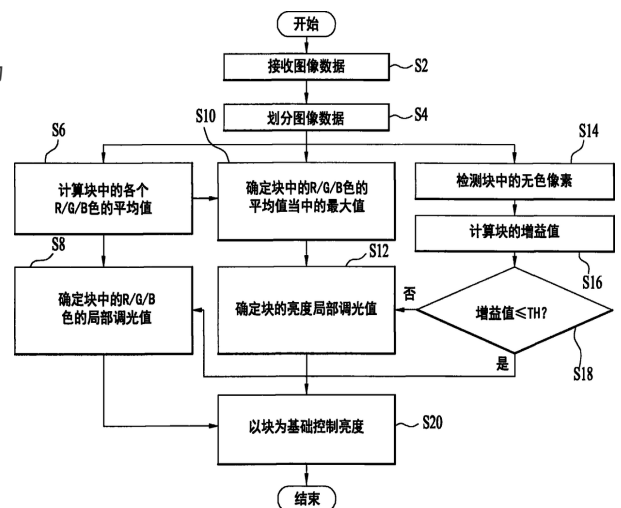 开始
接收图像数据
S2
划分图像数据
S4
S6
计算块中的各个
R/G/B色的平均值
S10
确定块中的R/G/B色的
平均值当中的最大值
S14
检测块中的无色像素
计算块的增益值
S16
S8
确定块中的R/G/B
色的局部调光值
S12
确定块的亮度局部调光值
否
增益值≤TH?
是
S18
以块为基础控制亮度
S20
结束